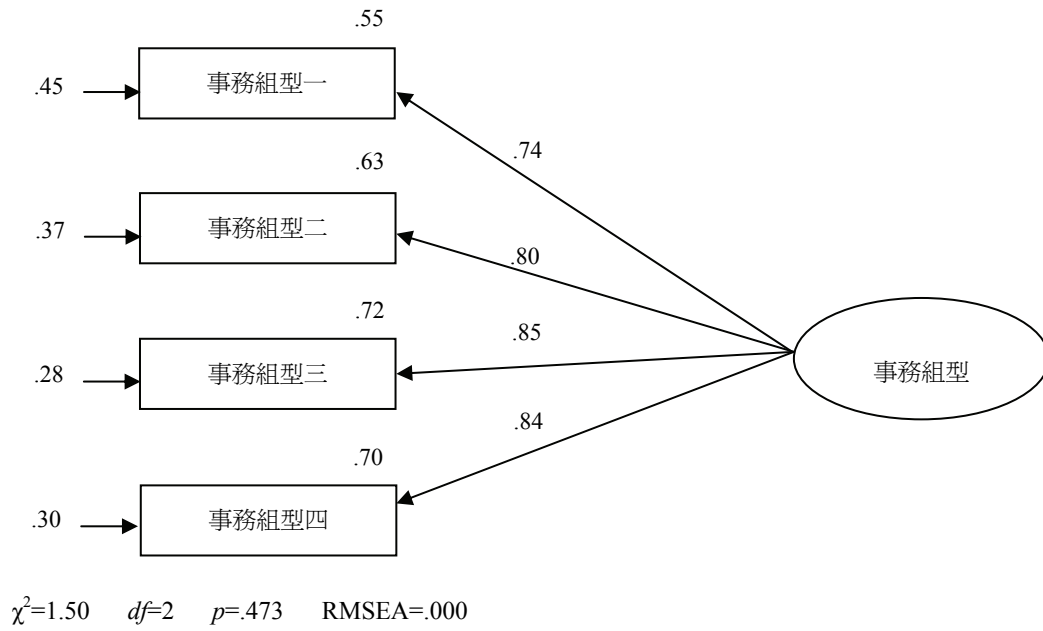 .55
.45
事務組型一
.74
.63
.37
事務組型二
.80
.72
.85
.28
事務組型三
事務組型
.84
.70
.30
事務組型四
χ²=1.50 df=2 p=.473 RMSEA=.000